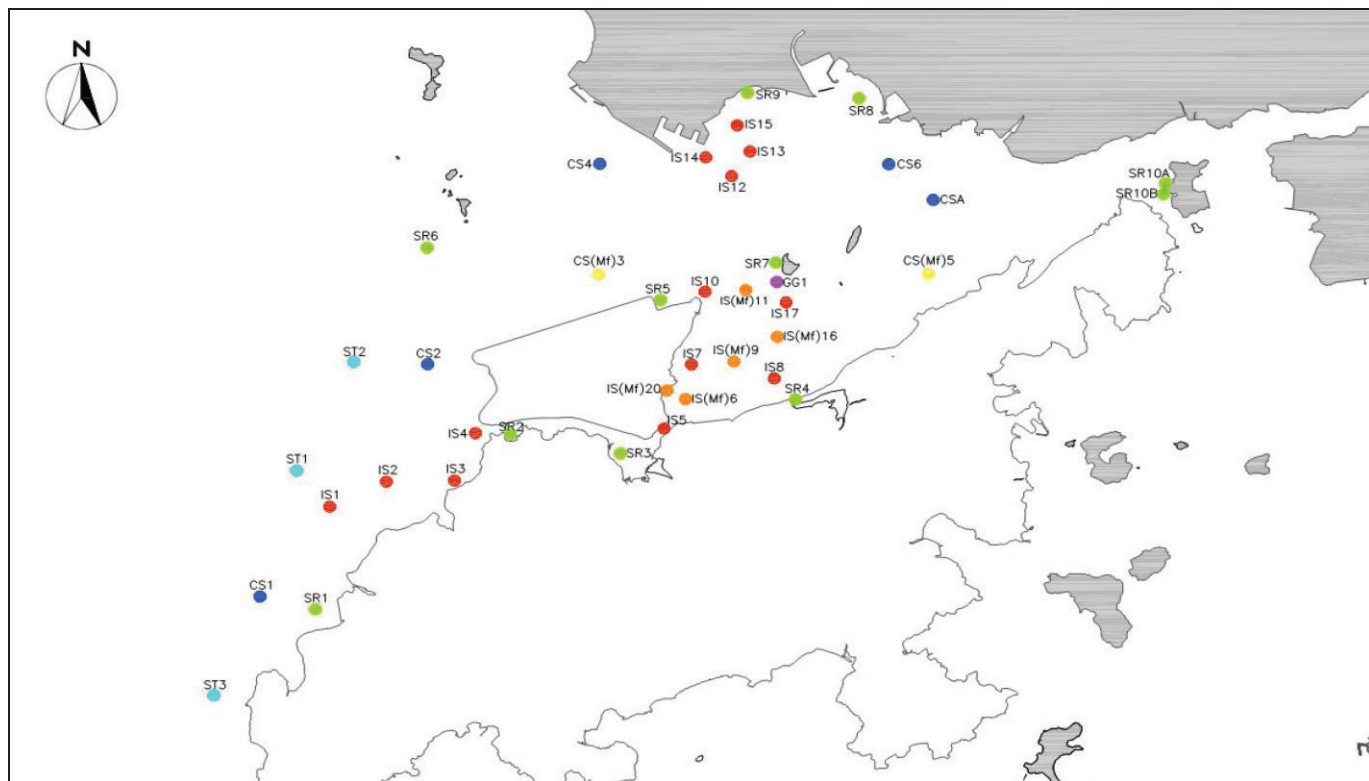 N
SR9
SR8
IS15
IS14
IS13
CS4
CS6
IS12
SR10A
SR10B
CSA
SR6
CS(Mf)3
SR7
CS(Mf)5
GG1
SR5
IS10
IS(Mf)11
IS17
IS(Mf)16
ST2
CS2
IS7
IS(Mf)9
IS8
IS(Mf)20
IS(Mf)6
SR4
IS4
SR2
IS5
SR3
ST1
IS2
IS3
IS1
CS1
SR1
ST3